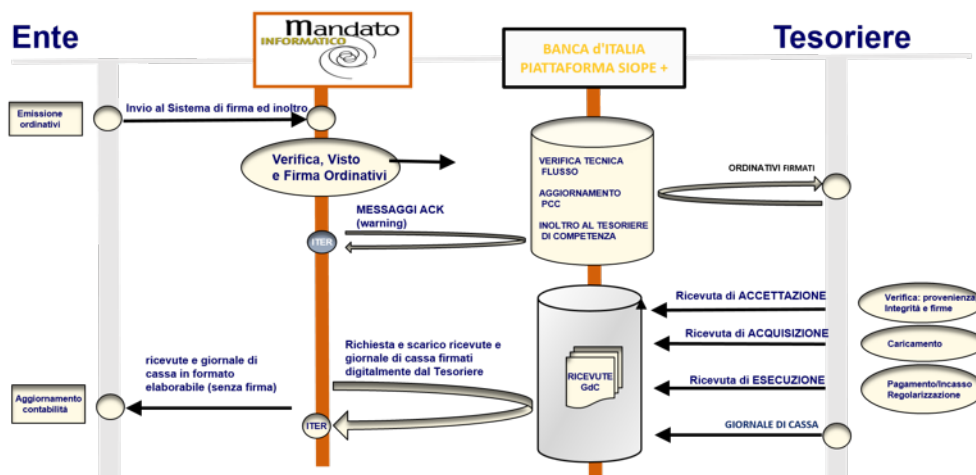 Ente
mandato
INFORMATICO
BANCA d'ITALIA
PIATTAFORMA SIOPE +
Tesoriere
Emissione
ordinativi
Invio al Sistema di firma ed inoltro
Verifica, Visto
e Firma Ordinativi
VERIFICA TECNICA
FLUSSO
AGGIORNAMENTO
PCC
INOLTRO AL TESORIERE
DI COMPETENZA
ORDINATIVI FIRMATI
MESSAGGI ACK
(warning)
ITER
Ricevuta di ACCETTAZIONE
Verifica: provenienza
Integrità e firme
Ricevuta di ACQUISIZIONE
Caricamento
Richiesta e scarico ricevute e
giornale di cassa firmati
digitalmente dal Tesoriere
ricevute e giornale di
cassa in formato
elaborabile (senza firma)
RICEVUTE
GdC
Ricevuta di ESECUZIONE
Pagamento/Incasso
Regolarizzazione
Aggiornamento
contabilità
ITER
GIORNALE DI CASSA